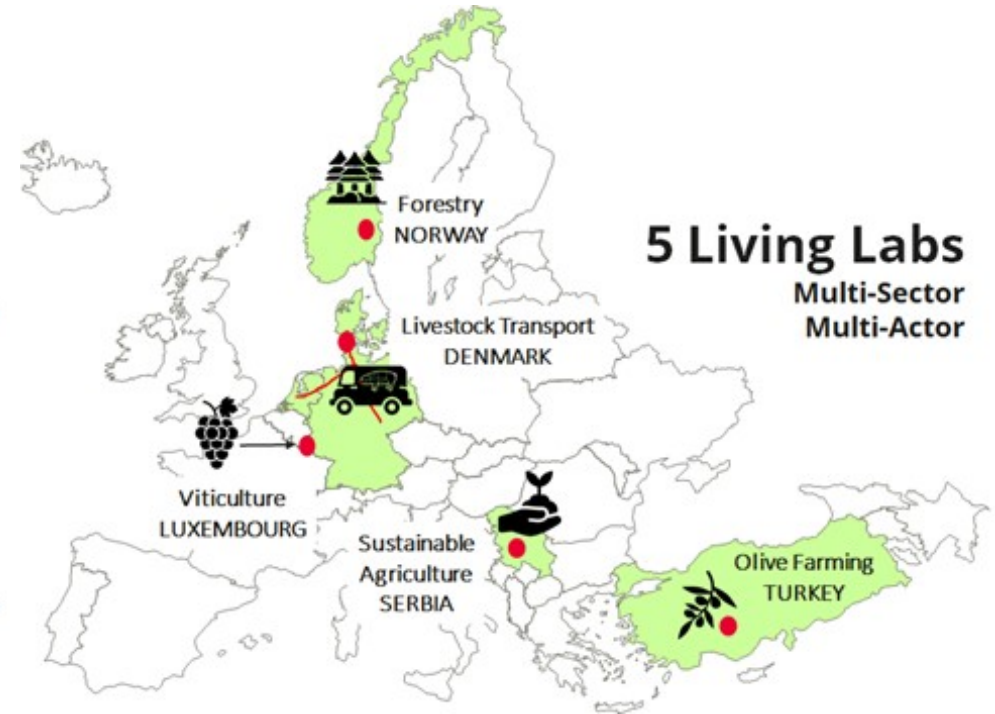 Forestry
NORWAY
5 Living Labs
Multi-Sector
Multi-Actor
Livestock Transport
DENMARK
Viticulture
LUXEMBOURG
Sustainable
Agriculture
SERBIA
Olive Farming
TURKEY